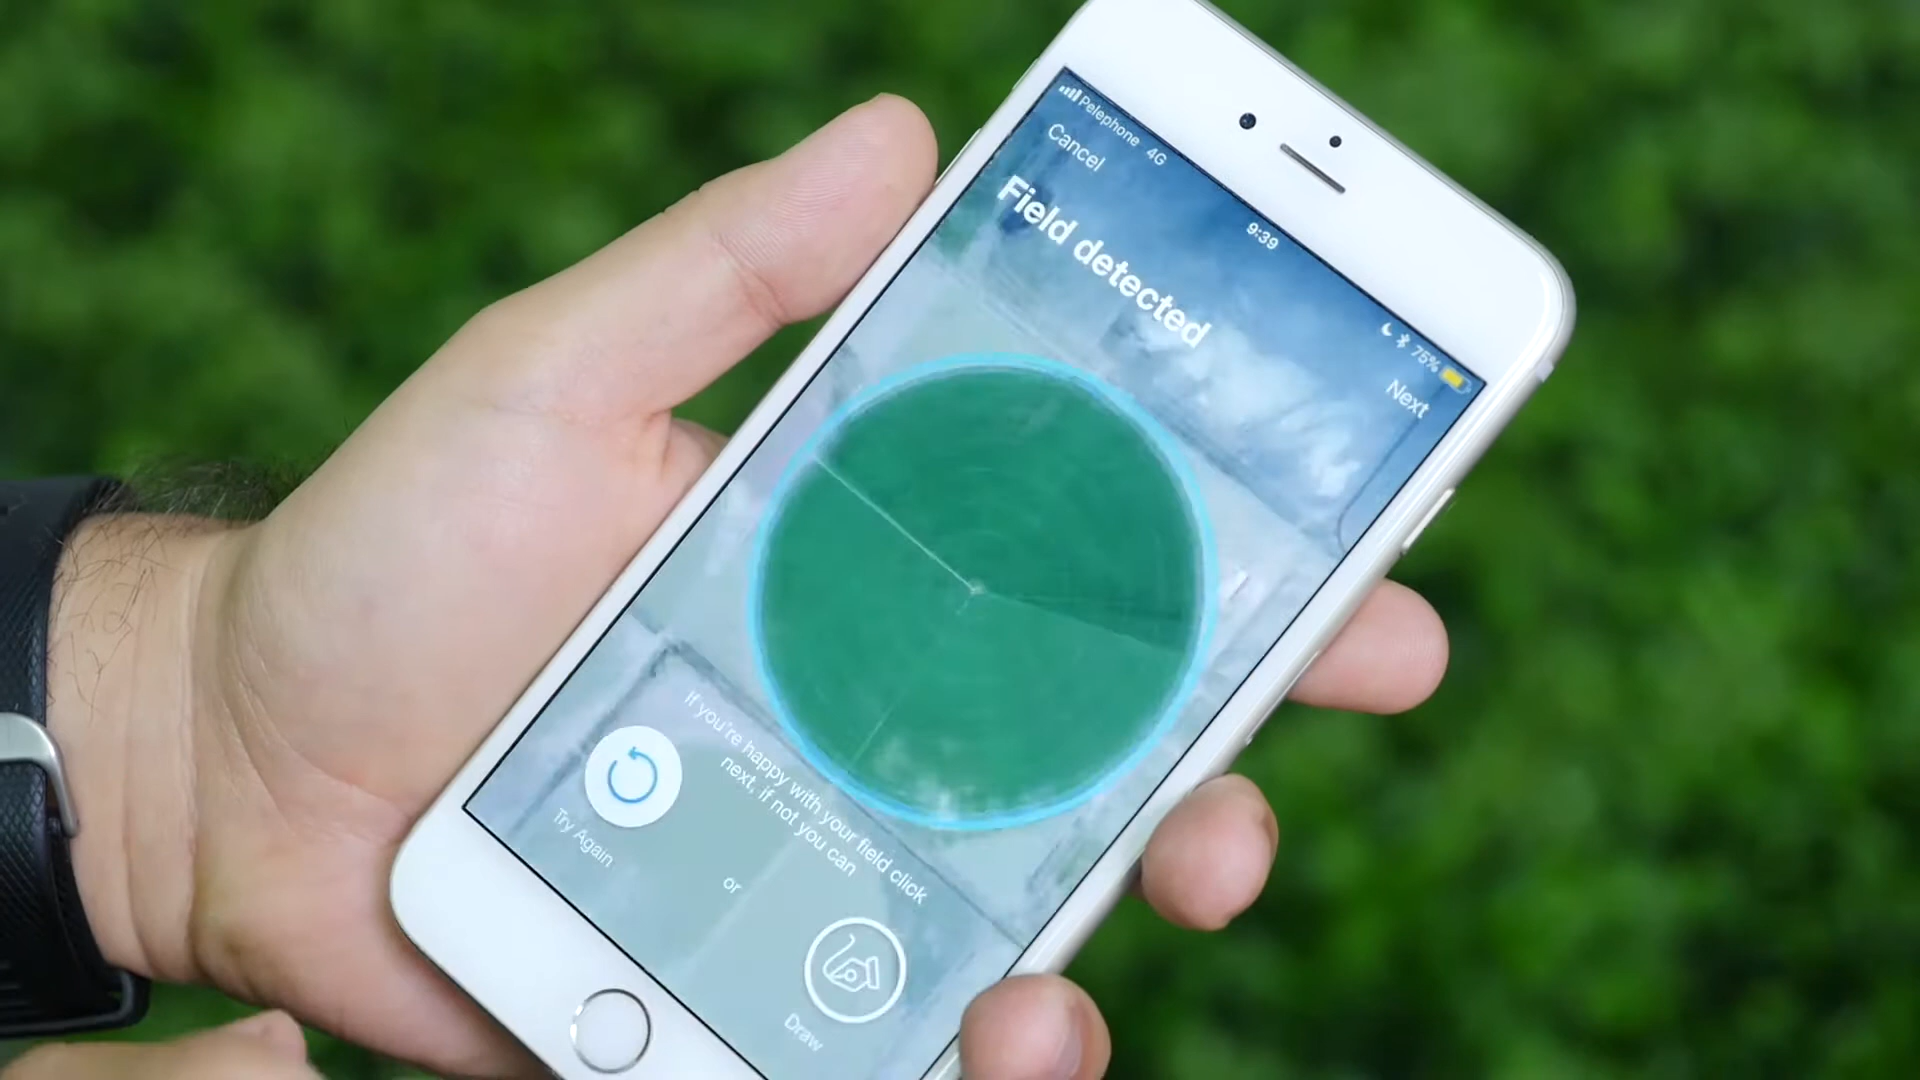 Pelephone 4G
9:39
75%
Cancel
Next
Field detected
If you're happy with your field click
next, if not you can
Try Again
or
Draw